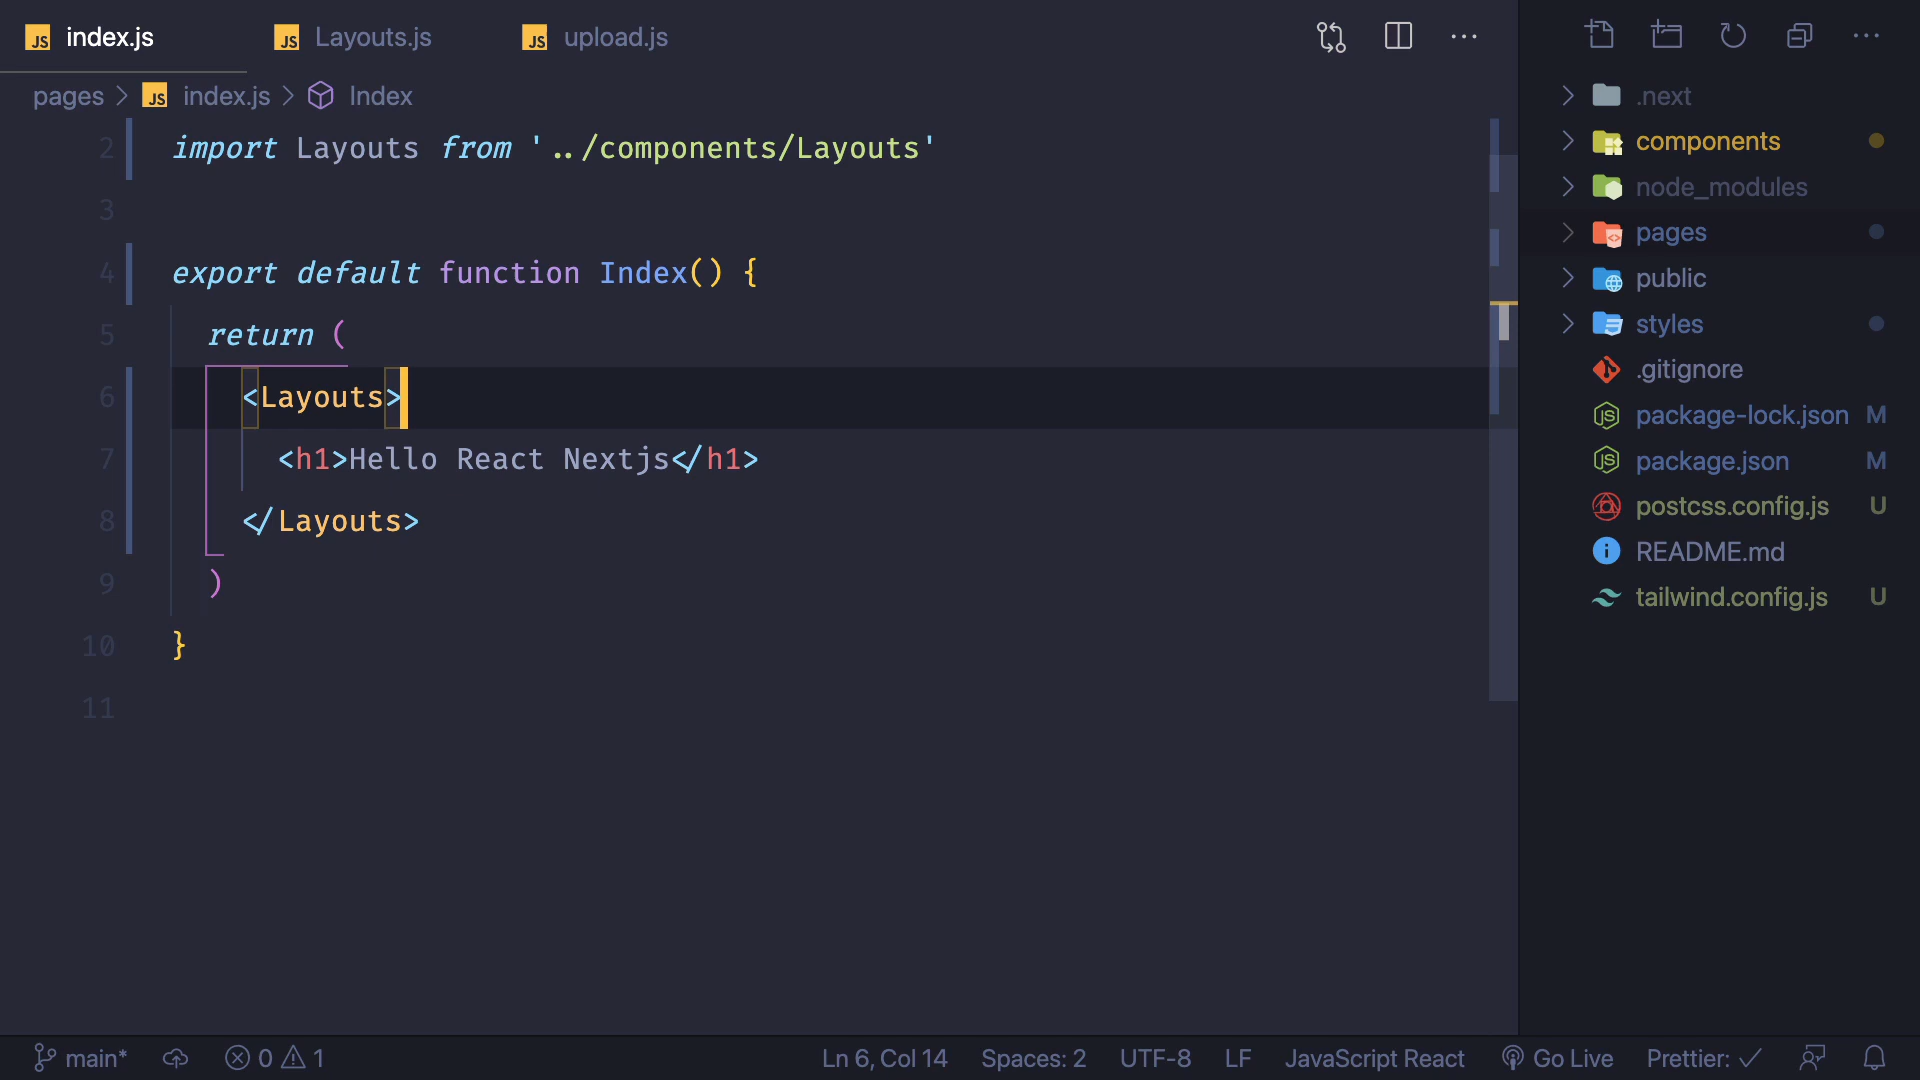 index.js
Layouts.js
upload.js
pages > index.js > Index
2 import Layouts from '../components/Layouts'
3
4 export default function Index() {
5 return (
6 <Layouts>
7 <h1>Hello React Nextjs</h1>
8 </Layouts>
9 )
10 }
11
.next
components
node_modules
pages
public
styles
.gitignore
package-lock.json M
package.json M
postcss.config.js U
README.md
tailwind.config.js U
main* 0 1 Ln 6, Col 14 Spaces: 2 UTF-8 LF JavaScript React Go Live Prettier: ✓